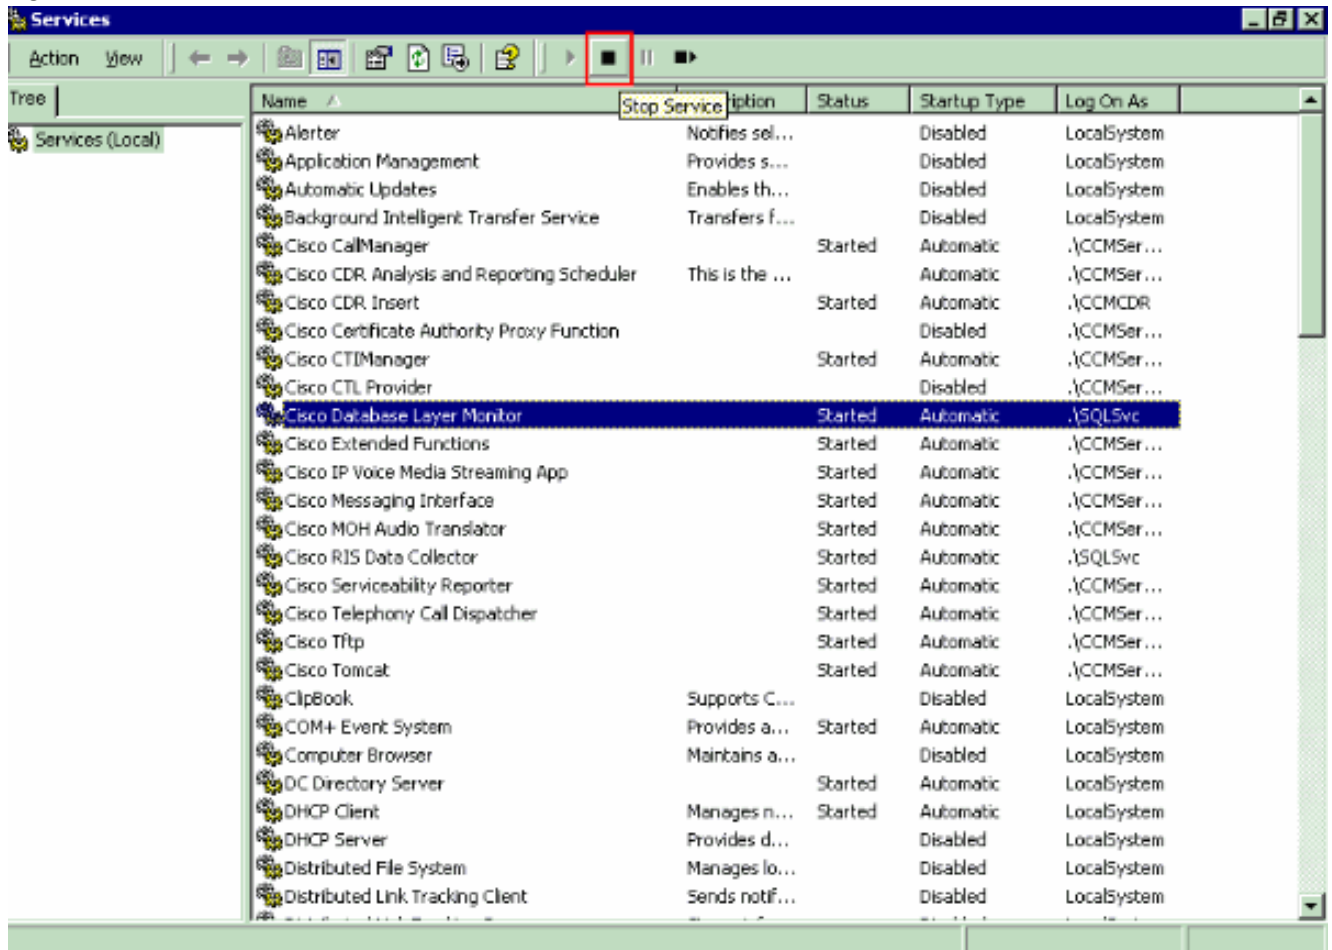 Services
Action View
Tree
Name Description Status Startup Type Log On As
Stop Service
Services (Local)
Alerter Notifies sel... Disabled LocalSystem
Application Management Provides s... Disabled LocalSystem
Automatic Updates Enables th... Disabled LocalSystem
Background Intelligent Transfer Service Transfers f... Disabled LocalSystem
Cisco CallManager Started Automatic .\CCMSer...
Cisco CDR Analysis and Reporting Scheduler This is the ... Automatic .\CCMSer...
Cisco CDR Insert Started Automatic .\CCMCDR
Cisco Certificate Authority Proxy Function Disabled .\CCMSer...
Cisco CTIManager Started Automatic .\CCMSer...
Cisco CTL Provider Disabled .\CCMSer...
Cisco Database Layer Monitor Started Automatic .\SQLSvc
Cisco Extended Functions Started Automatic .\CCMSer...
Cisco IP Voice Media Streaming App Started Automatic .\CCMSer...
Cisco Messaging Interface Started Automatic .\CCMSer...
Cisco MOH Audio Translator Started Automatic .\CCMSer...
Cisco RIS Data Collector Started Automatic .\SQLSvc
Cisco Serviceability Reporter Started Automatic .\CCMSer...
Cisco Telephony Call Dispatcher Started Automatic .\CCMSer...
Cisco Tftp Started Automatic .\CCMSer...
Cisco Tomcat Started Automatic .\CCMSer...
ClipBook Supports C... Disabled LocalSystem
COM+ Event System Provides a... Started Automatic LocalSystem
Computer Browser Maintains a... Disabled LocalSystem
DC Directory Server Started Automatic LocalSystem
DHCP Client Manages n... Started Automatic LocalSystem
DHCP Server Provides d... Disabled LocalSystem
Distributed File System Manages lo... Disabled LocalSystem
Distributed Link Tracking Client Sends notif... Disabled LocalSystem